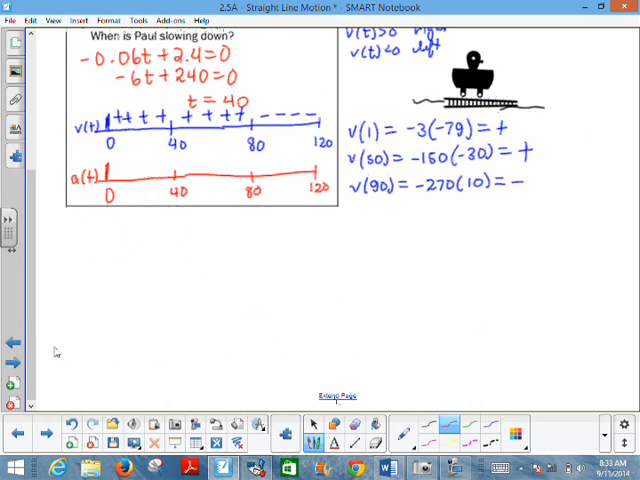 2.5A - Straight Line Motion * - SMART Notebook
File Edit View Insert Format Tools Add-ons Help
When is Paul slowing down?
-0.06t + 2.4 = 0
-6t + 240 = 0
t = 40
v(t) + + + + + + + + - - - -
0 40 80 120
a(t)
0 40 80 120
v(t) > 0 right
v(t) < 0 left
v(1) = -3(-79) = +
v(50) = -150(-30) = +
v(90) = -270(10) = -
Extend Page
8:33 AM
9/11/2014